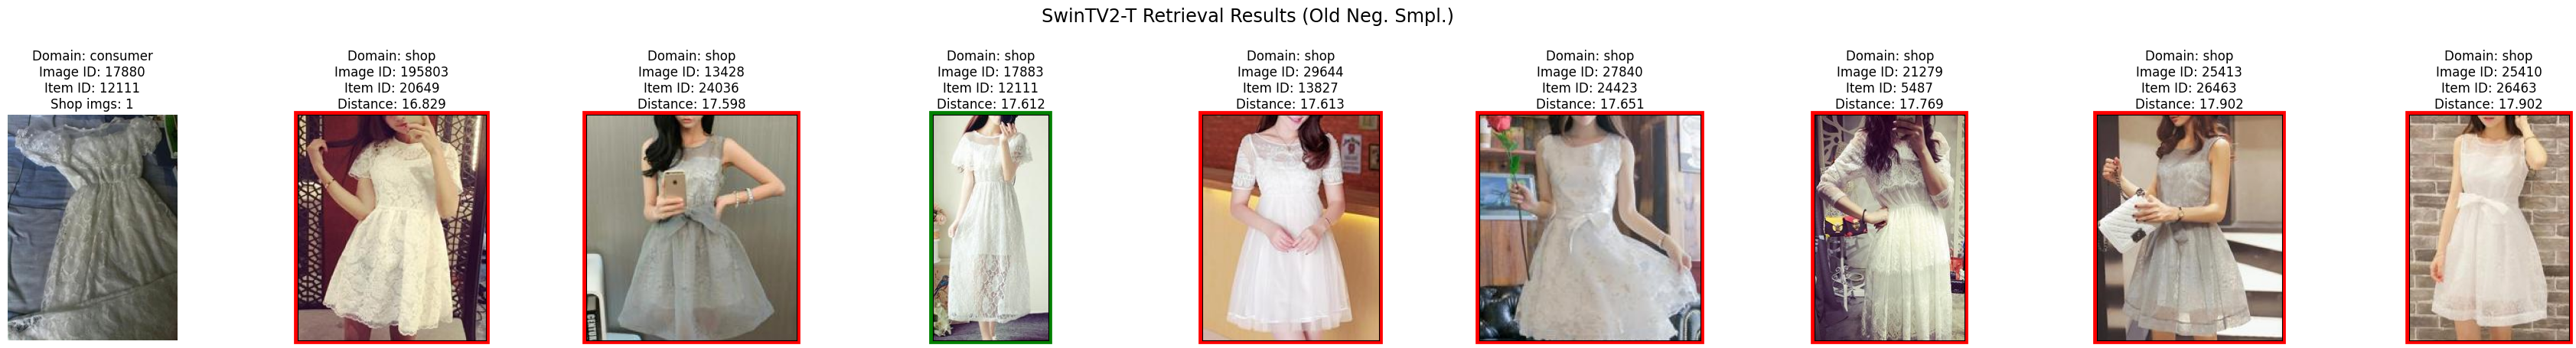 SwinTV2-T Retrieval Results (Old Neg. Smpl.)
Domain: consumer
Image ID: 17880
Item ID: 12111
Shop imgs: 1
Domain: shop
Image ID: 195803
Item ID: 20649
Distance: 16.829
Domain: shop
Image ID: 13428
Item ID: 24036
Distance: 17.598
Domain: shop
Image ID: 17883
Item ID: 12111
Distance: 17.612
Domain: shop
Image ID: 29644
Item ID: 13827
Distance: 17.613
Domain: shop
Image ID: 27840
Item ID: 24423
Distance: 17.651
Domain: shop
Image ID: 21279
Item ID: 5487
Distance: 17.769
Domain: shop
Image ID: 25413
Item ID: 26463
Distance: 17.902
Domain: shop
Image ID: 25410
Item ID: 26463
Distance: 17.902